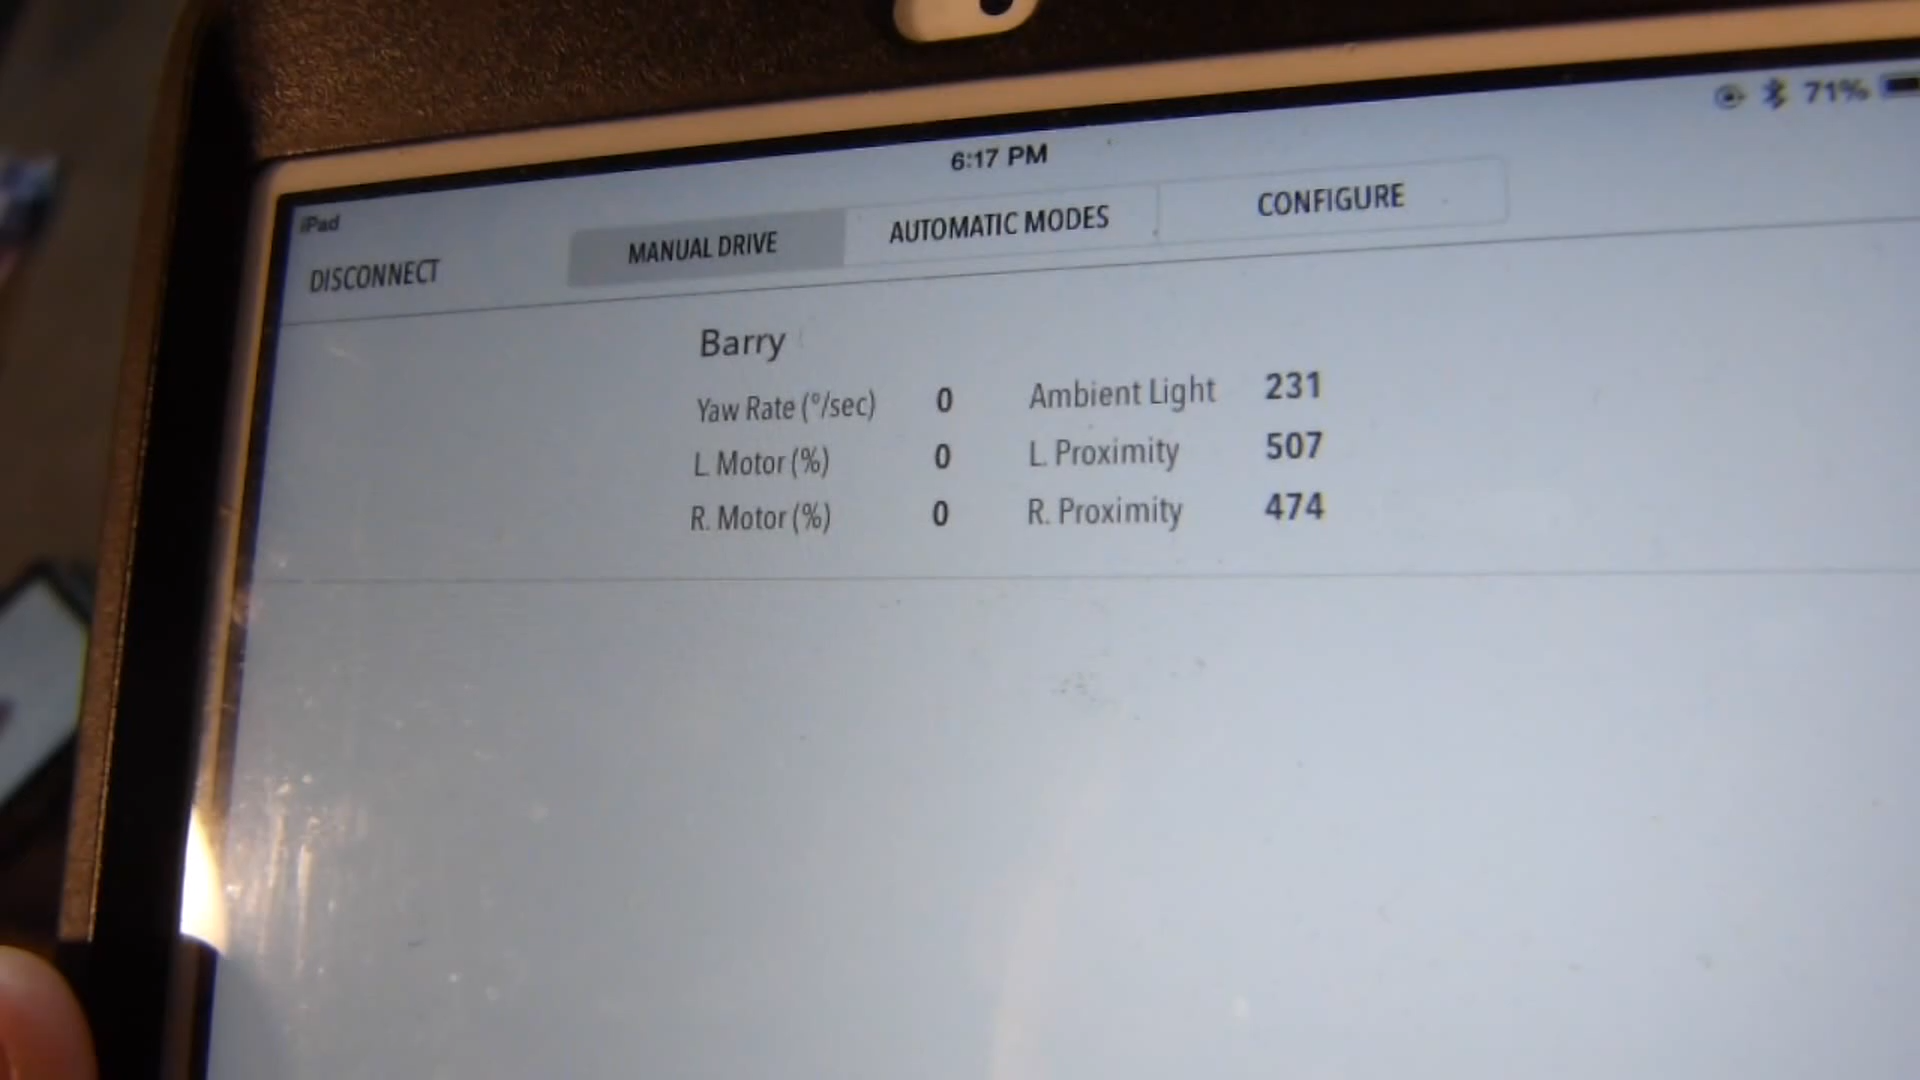 6:17 PM
71%
iPad
DISCONNECT
MANUAL DRIVE
AUTOMATIC MODES
CONFIGURE
Barry
Yaw Rate (°/sec) 0 Ambient Light 231
L. Motor (%) 0 L. Proximity 507
R. Motor (%) 0 R. Proximity 474